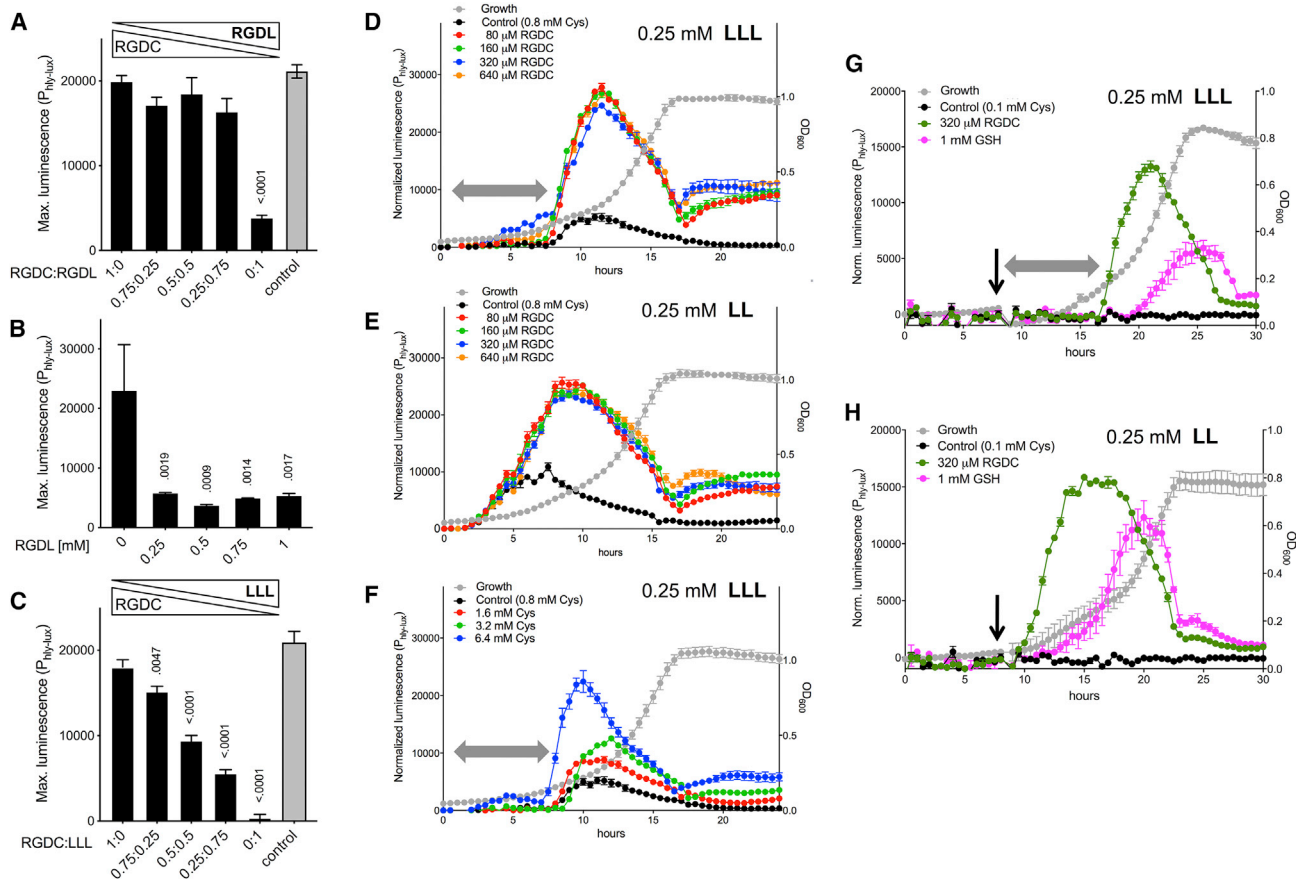 A
RGDL
RGDC
Max. luminescence (Phly-lux)
20000
15000
10000
5000
0
<.0001
RGDC:RGDL
1:0
0.75:0.25
0.5:0.5
0.25:0.75
0:1
control
B
Max. luminescence (Phly-lux)
30000
20000
10000
0
.0019
.0009
.0014
.0017
RGDL [mM]
0
0.25
0.5
0.75
1
C
LLL
RGDC
Max. luminescence (Phly-lux)
20000
15000
10000
5000
0
.0047
<.0001
<.0001
<.0001
RGDC:LLL
1:0
0.75:0.25
0.5:0.5
0.25:0.75
0:1
control
D
Growth
Control (0.8 mM Cys)
80 µM RGDC
160 µM RGDC
320 µM RGDC
640 µM RGDC
0.25 mM LLL
Normalized luminescence (Phly-lux)
30000
20000
10000
0
1.0
0.5
0.0
OD600
0 5 10 15 20
hours
E
Growth
Control (0.8 mM Cys)
80 µM RGDC
160 µM RGDC
320 µM RGDC
640 µM RGDC
0.25 mM LL
Normalized luminescence (Phly-lux)
40000
30000
20000
10000
0
1.0
0.5
0.0
OD600
0 5 10 15 20
hours
F
Growth
Control (0.8 mM Cys)
1.6 mM Cys
3.2 mM Cys
6.4 mM Cys
0.25 mM LLL
Normalized luminescence (Phly-lux)
30000
20000
10000
0
1.0
0.5
0.0
OD600
0 5 10 15 20
hours
G
Growth
Control (0.1 mM Cys)
320 µM RGDC
1 mM GSH
0.25 mM LLL
Norm. luminescence (Phly-lux)
20000
15000
10000
5000
0
1.0
0.8
0.6
0.4
0.2
0.0
OD600
0 5 10 15 20 25 30
hours
H
Growth
Control (0.1 mM Cys)
320 µM RGDC
1 mM GSH
0.25 mM LL
Norm. luminescence (Phly-lux)
20000
15000
10000
5000
0
1.0
0.8
0.6
0.4
0.2
0.0
OD600
0 5 10 15 20 25 30
hours